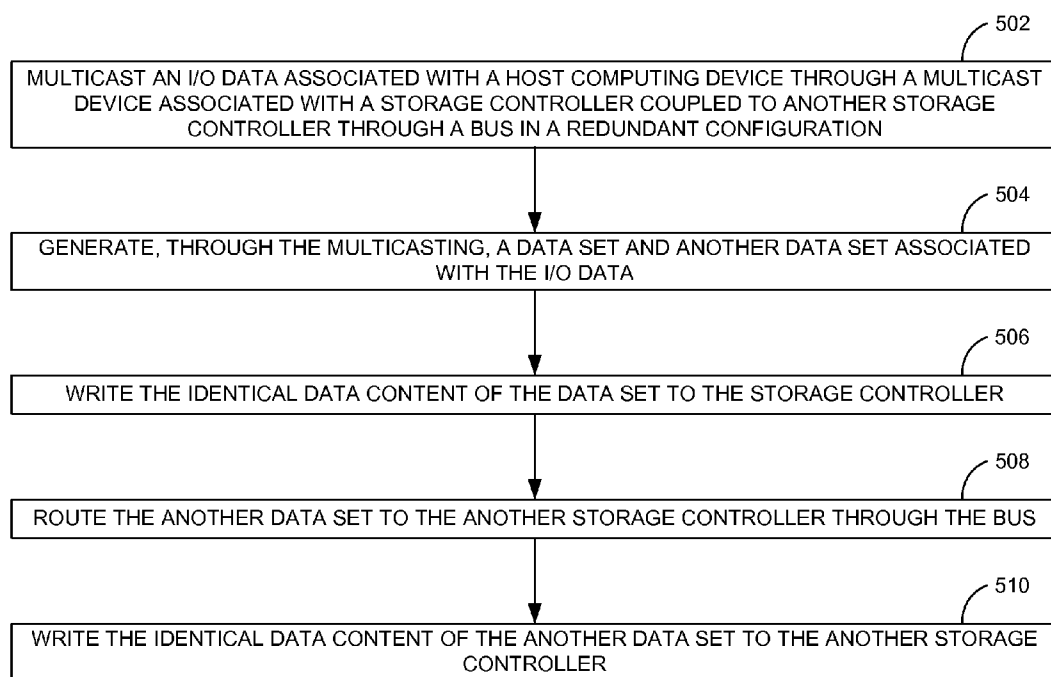 502
MULTICAST AN I/O DATA ASSOCIATED WITH A HOST COMPUTING DEVICE THROUGH A MULTICAST
DEVICE ASSOCIATED WITH A STORAGE CONTROLLER COUPLED TO ANOTHER STORAGE
CONTROLLER THROUGH A BUS IN A REDUNDANT CONFIGURATION
504
GENERATE, THROUGH THE MULTICASTING, A DATA SET AND ANOTHER DATA SET ASSOCIATED
WITH THE I/O DATA
506
WRITE THE IDENTICAL DATA CONTENT OF THE DATA SET TO THE STORAGE CONTROLLER
508
ROUTE THE ANOTHER DATA SET TO THE ANOTHER STORAGE CONTROLLER THROUGH THE BUS
510
WRITE THE IDENTICAL DATA CONTENT OF THE ANOTHER DATA SET TO THE ANOTHER STORAGE
CONTROLLER